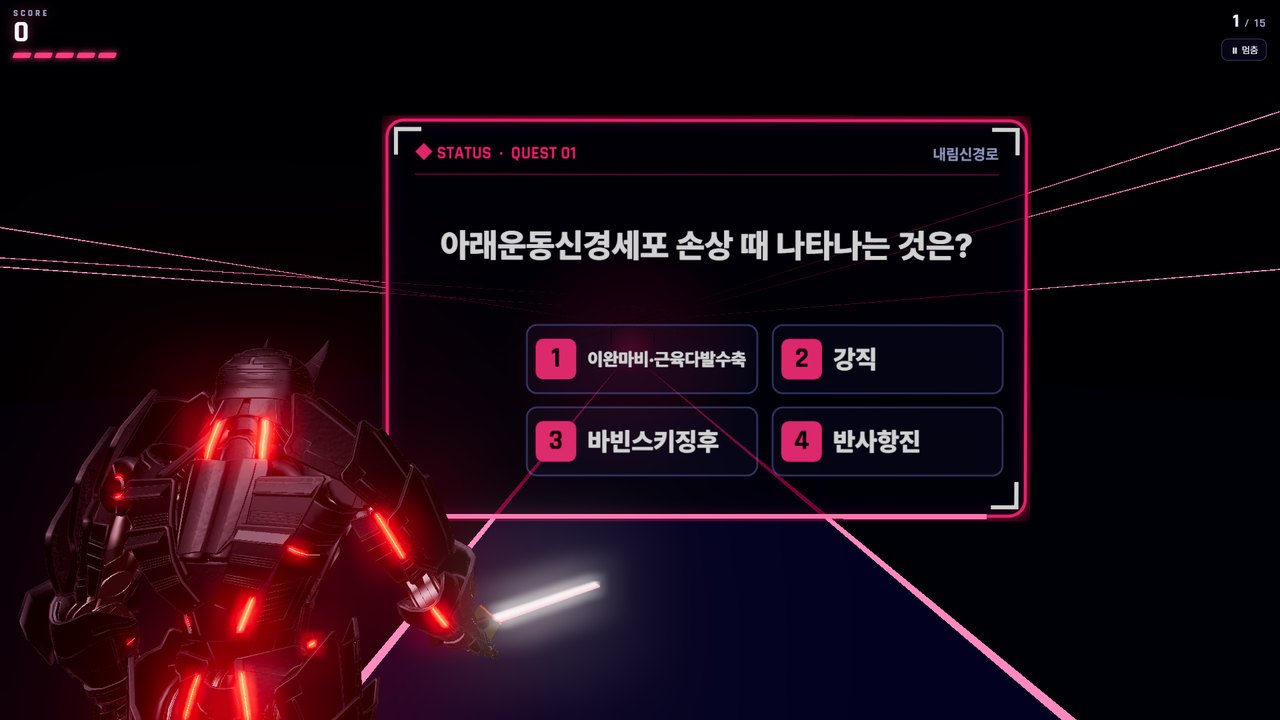 SCORE
0
1 / 15
멈춤
STATUS · QUEST 01
내림신경로
아래운동신경세포 손상 때 나타나는 것은?
1 이완마비·근육다발수축
2 강직
3 바빈스키징후
4 반사항진